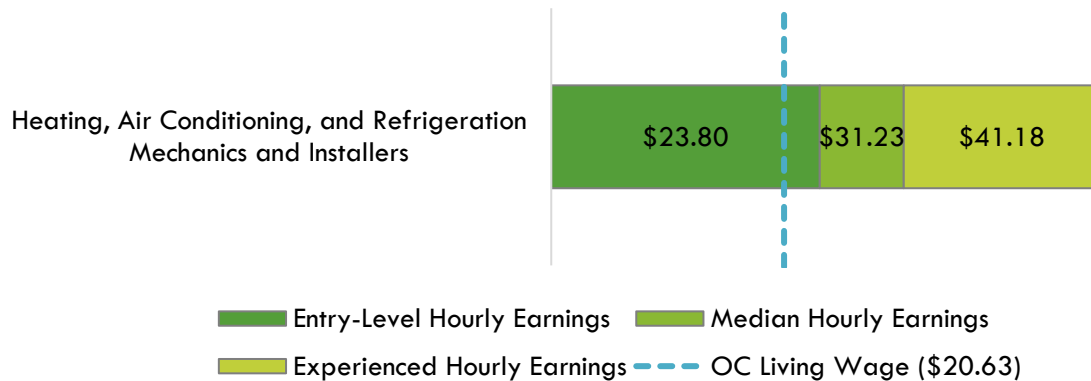 Heating, Air Conditioning, and Refrigeration
Mechanics and Installers
$23.80
$31.23
$41.18
Entry-Level Hourly Earnings
Median Hourly Earnings
Experienced Hourly Earnings
OC Living Wage ($20.63)